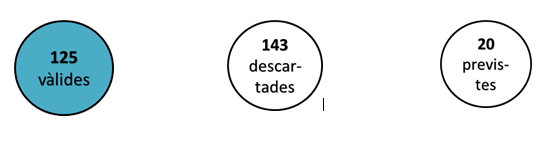 125
vàlides
143
descar-
tades
20
previs-
tes